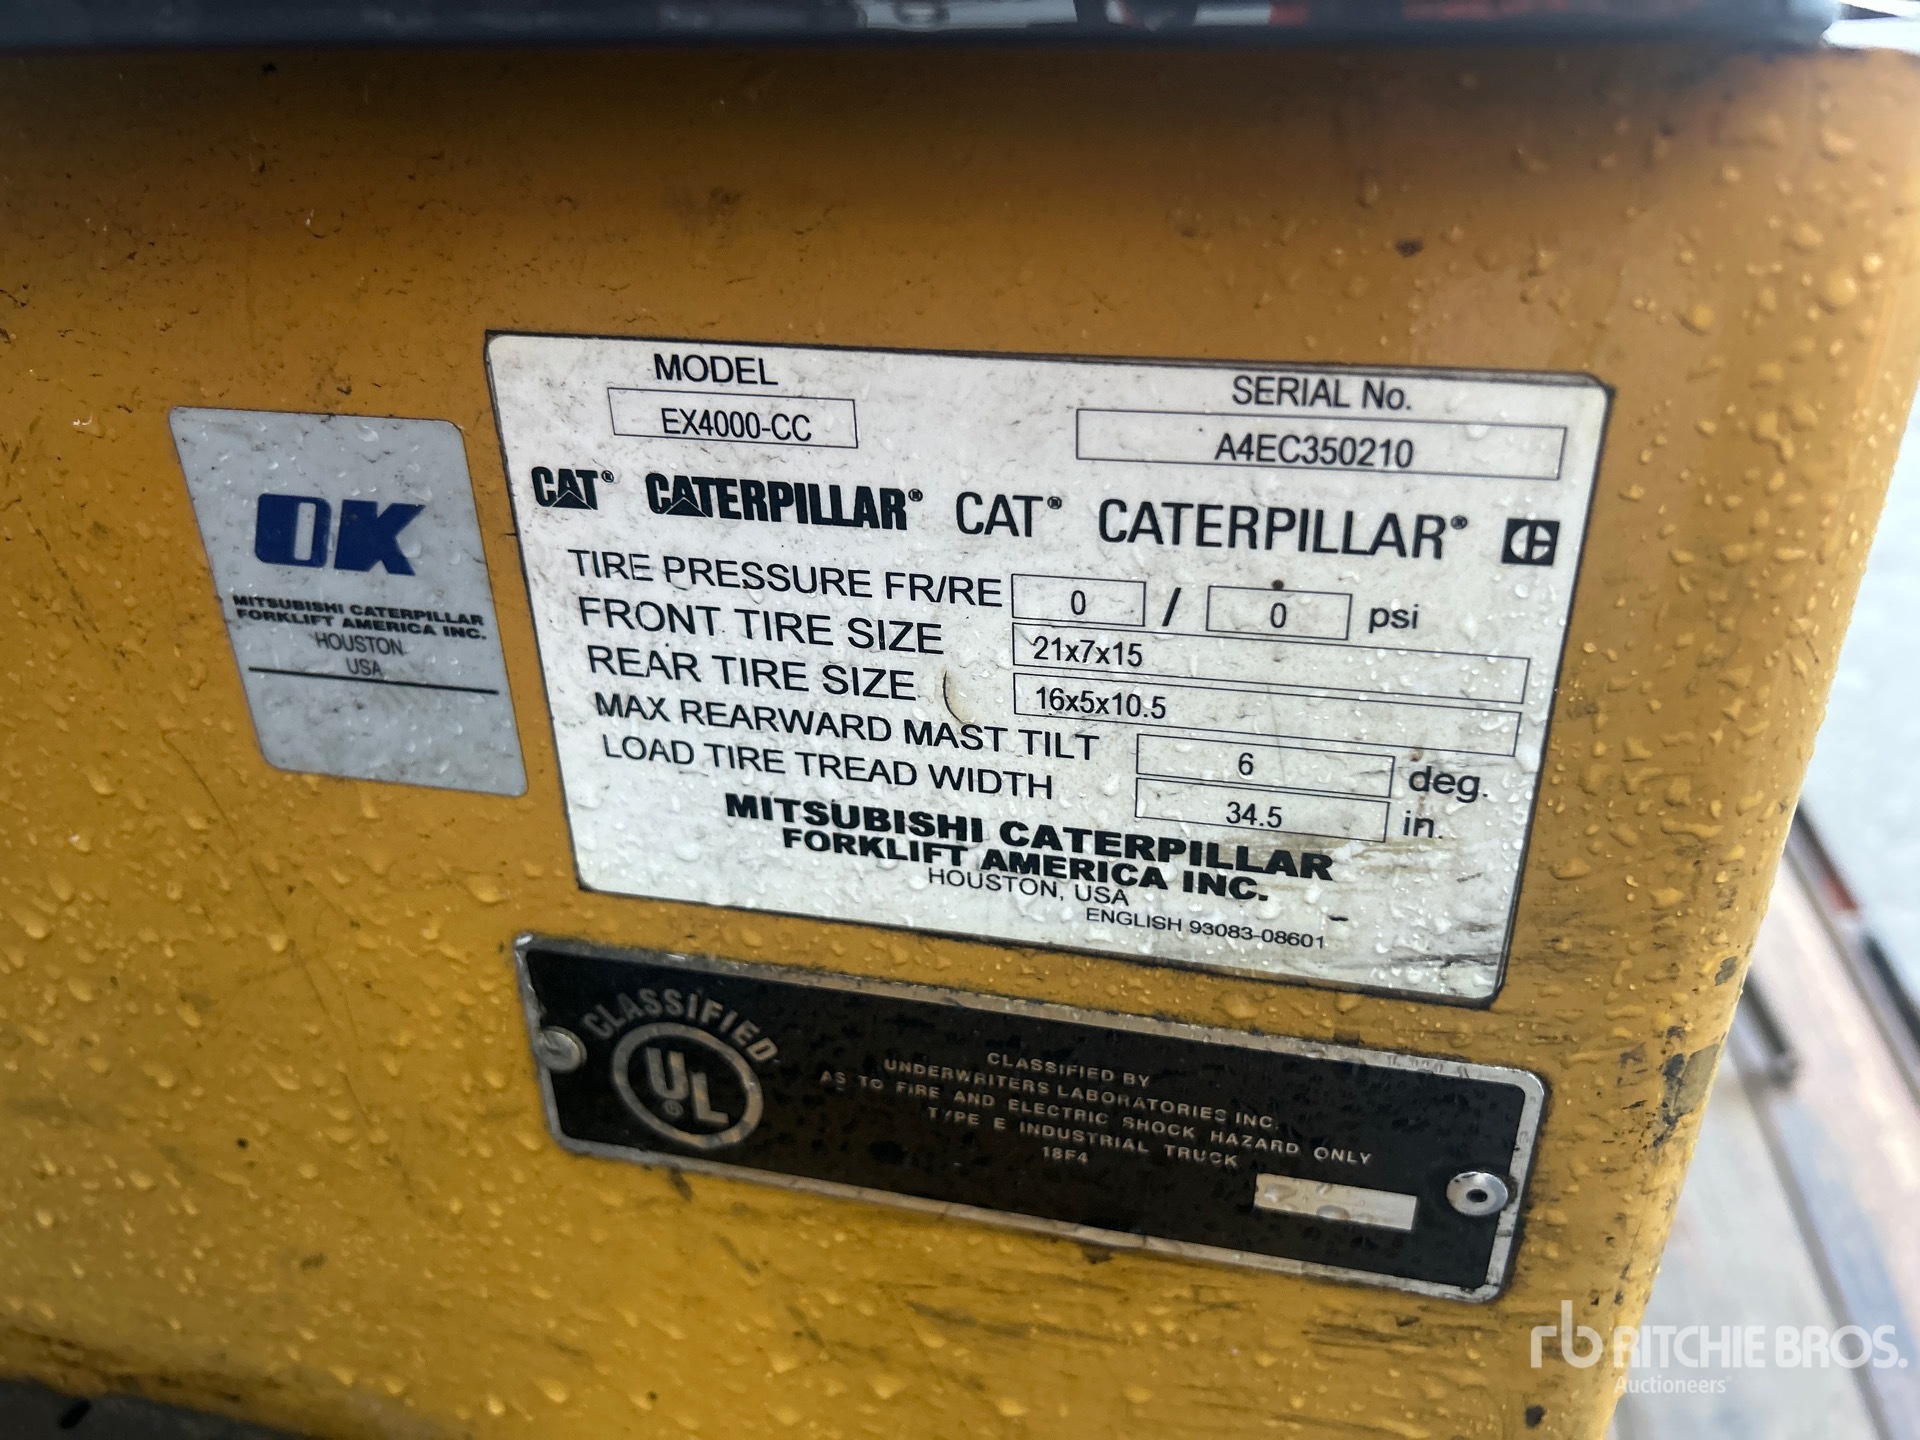 OK
MITSUBISHI CATERPILLAR
FORKLIFT AMERICA INC.
HOUSTON
USA
MODEL
EX4000-CC
SERIAL No.
A4EC350210
CAT® CATERPILLAR® CAT® CATERPILLAR®
TIRE PRESSURE FR/RE 0 / 0 psi
FRONT TIRE SIZE 21x7x15
REAR TIRE SIZE 16x5x10.5
MAX REARWARD MAST TILT 6 deg.
LOAD TIRE TREAD WIDTH 34.5 in.
MITSUBISHI CATERPILLAR
FORKLIFT AMERICA INC.
HOUSTON, USA
ENGLISH 93083-08601
CLASSIFIED
UL ®
CLASSIFIED BY
UNDERWRITERS LABORATORIES INC.
AS TO FIRE AND ELECTRIC SHOCK HAZARD ONLY
TYPE E INDUSTRIAL TRUCK
18F4
rb RITCHIE BROS.
Auctioneers